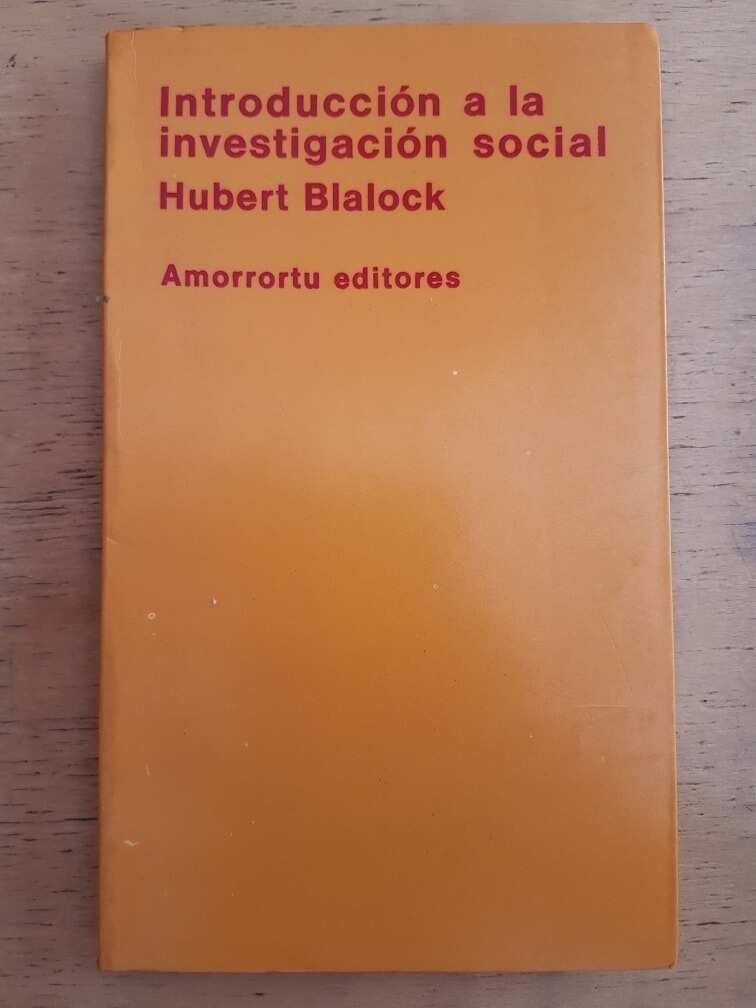 Introducción a la
investigación social
Hubert Blalock
Amorrortu editores